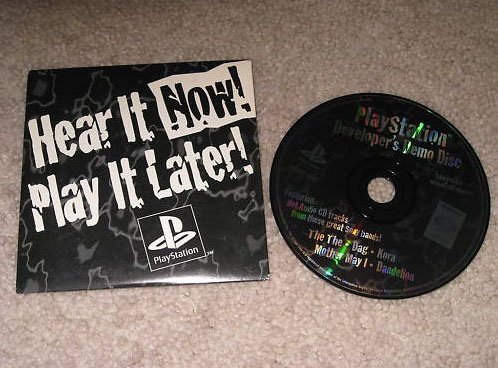 Hear It Now!
Play It Later!
PlayStation
PlayStation
Developer's Demo Disc
Featuring
Hot Audio CD tracks
from these great Sony bands!
The The - Dag - Korn
Mother May I - Dandelion